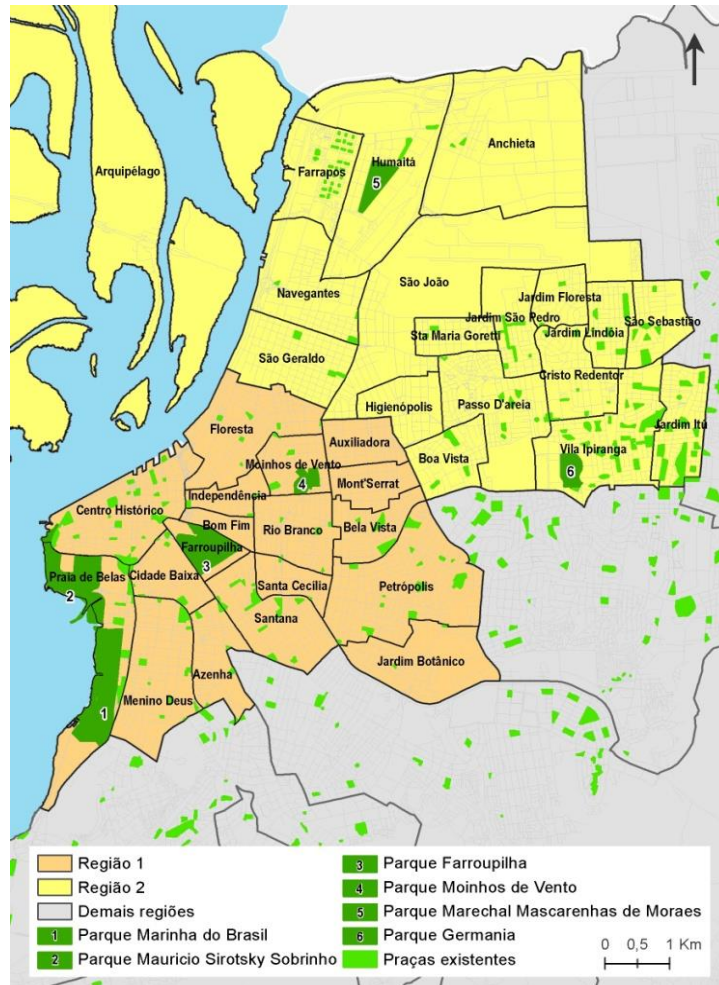 Anchieta
Humaitá
Farrapos
5
Arquipélago
São João
Navegantes
Jardim Floresta
Jardim São Pedro
São Sebastião
Jardim Lindóia
Sta Maria Goretti
São Geraldo
Cristo Redentor
Passo D'areia
Higienópolis
Floresta
Auxiliadora
Jardim Itú
Vila Ipiranga
Boa Vista
Moinhos de Vento
6
4
Mont'Serrat
Independência
Centro Histórico
Bom Fim
Rio Branco
Bela Vista
Farroupilha
3
Praia de Belas
Cidade Baixa
Santa Cecília
Petrópolis
2
Santana
Jardim Botânico
Azenha
Menino Deus
1
Região 1
Região 2
Demais regiões
1 Parque Marinha do Brasil
2 Parque Mauricio Sirotsky Sobrinho
3 Parque Farroupilha
4 Parque Moinhos de Vento
5 Parque Marechal Mascarenhas de Moraes
6 Parque Germania
Praças existentes
0 0,5 1 Km